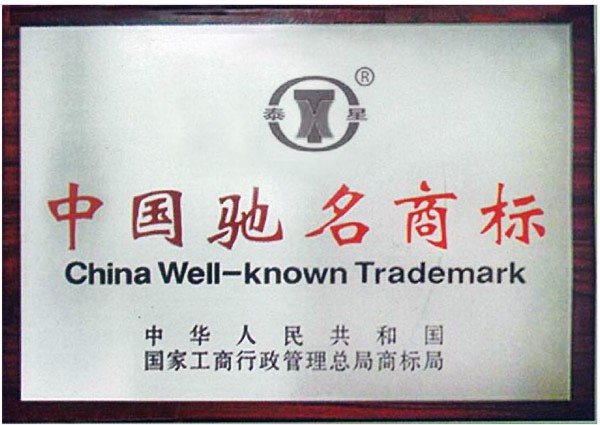 ®
泰 星
中国驰名商标
China Well-known Trademark
中华人民共和国
国家工商行政管理总局商标局